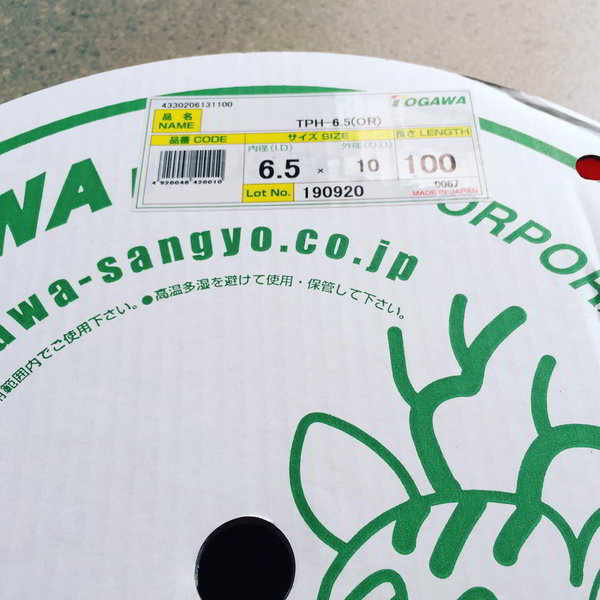 4330206131100
TOGAWA
品 名
NAME
TPH-6.5(OR)
品番 CODE
サイズ SIZE
長さ LENGTH
内径(I.D)
外径(O.D)
6.5 × 10
100
4 920048 420010
Lot No.
190920
0067
MADE IN JAPAN
WA
CORPOR
awa-sangyo.co.jp
用範囲内でご使用下さい。●高温多湿を避けて使用・保管して下さい。